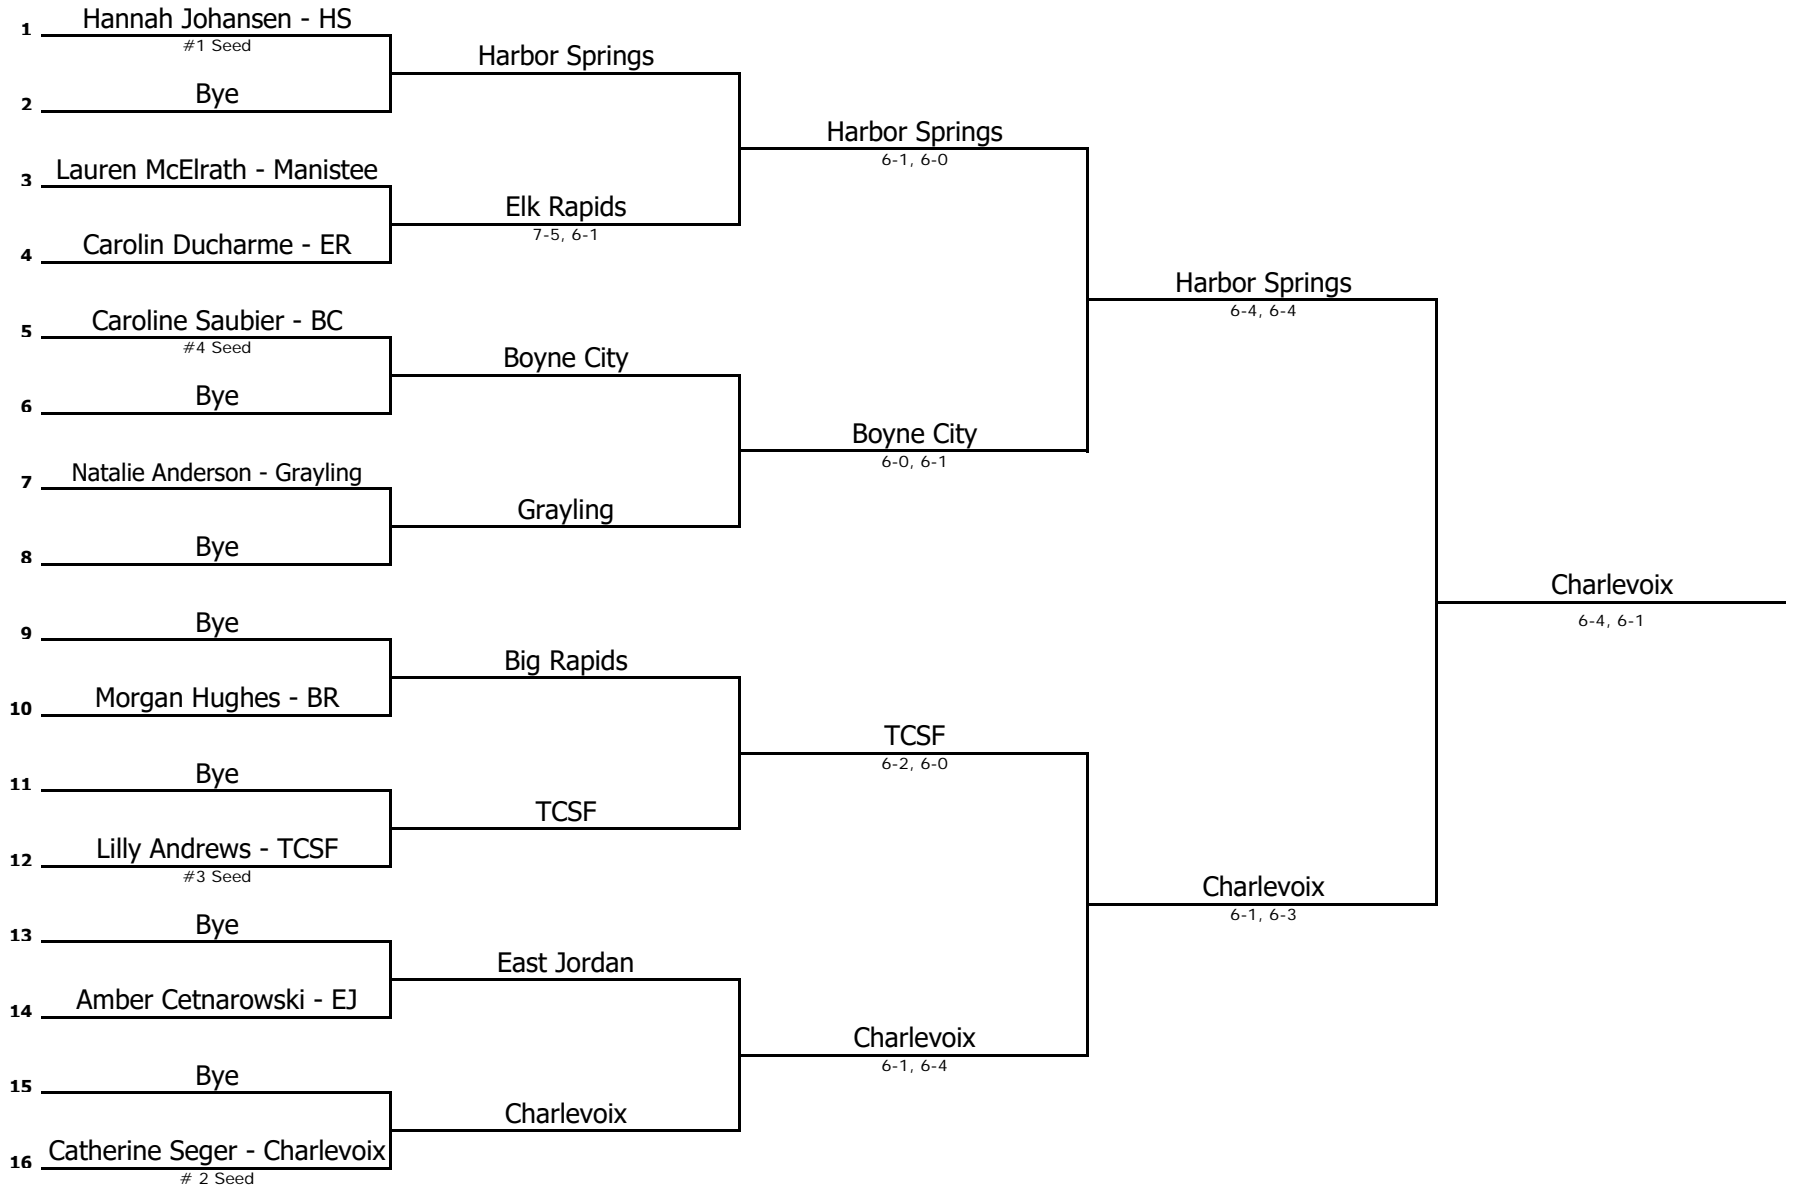 1 Hannah Johansen - HS
#1 Seed
2 Bye
3 Lauren McElrath - Manistee
4 Carolin Ducharme - ER
5 Caroline Saubier - BC
#4 Seed
6 Bye
7 Natalie Anderson - Grayling
8 Bye
9 Bye
10 Morgan Hughes - BR
11 Bye
12 Lilly Andrews - TCSF
#3 Seed
13 Bye
14 Amber Cetnarowski - EJ
15 Bye
16 Catherine Seger - Charlevoix
# 2 Seed
Harbor Springs
Elk Rapids
7-5, 6-1
Boyne City
Grayling
Big Rapids
TCSF
East Jordan
Charlevoix
Harbor Springs
6-1, 6-0
Boyne City
6-0, 6-1
TCSF
6-2, 6-0
Charlevoix
6-1, 6-4
Harbor Springs
6-4, 6-4
Charlevoix
6-1, 6-3
Charlevoix
6-4, 6-1